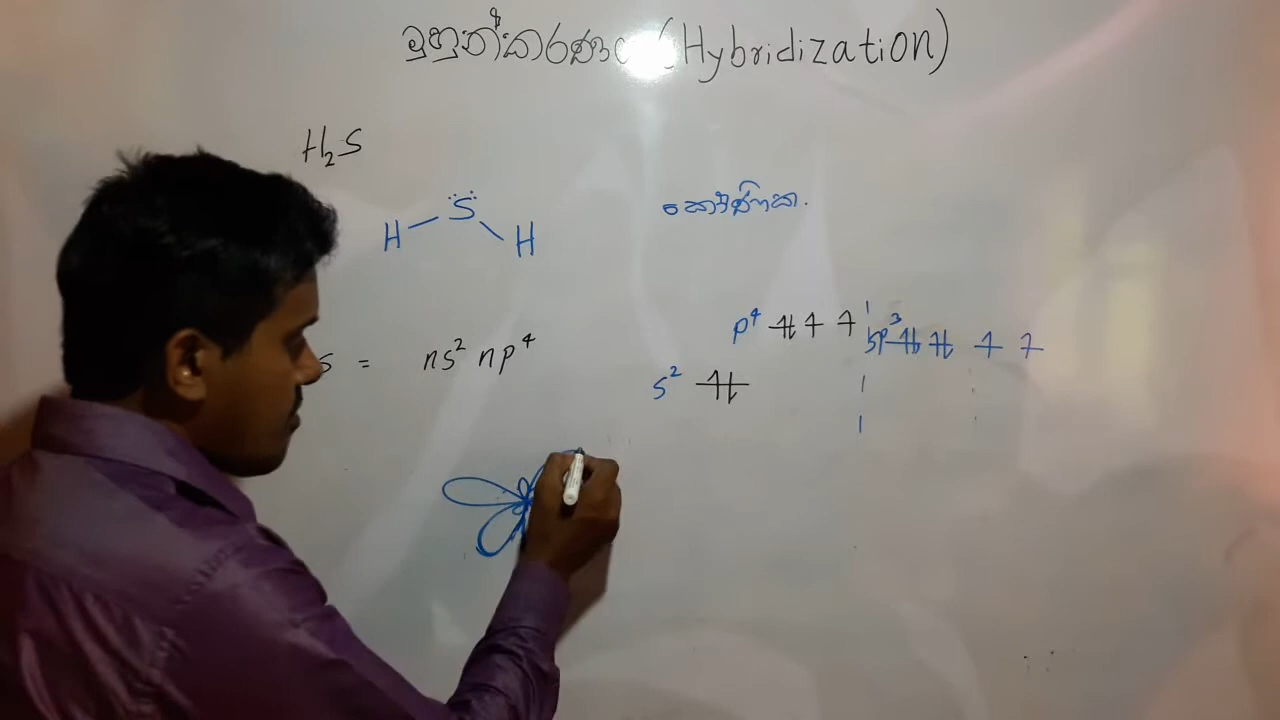 මුහුන්කරණය (Hybridization)
H₂S
S
H H
කෝණික.
s = ns² np⁴
p⁴
sp³
s²